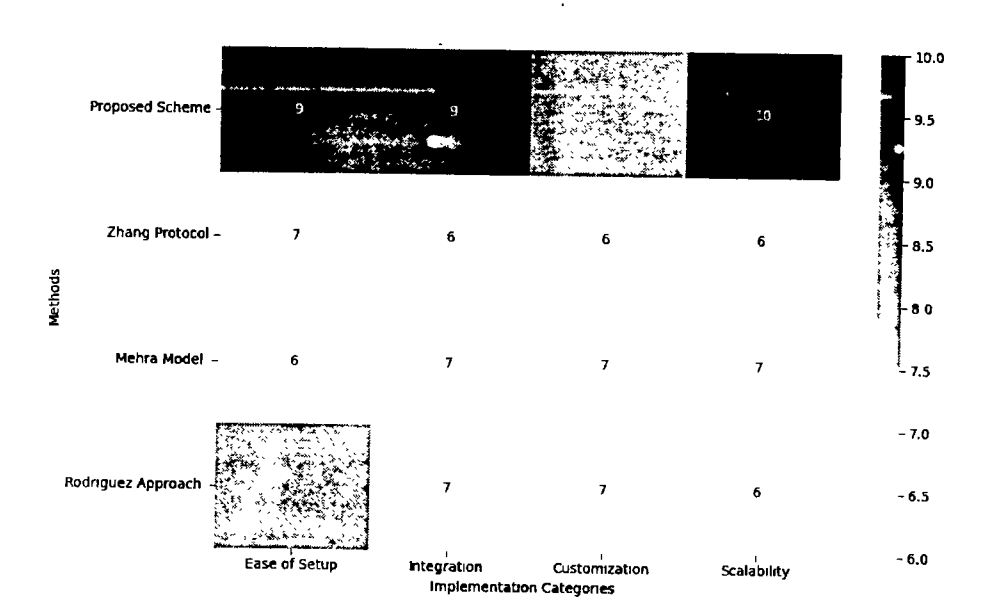 10.0
Proposed Scheme 9 9 10
9.5
9.0
Zhang Protocol 7 6 6 6
8.5
Methods
8 0
Mehra Model 6 7 7 7
7.5
7.0
Rodriguez Approach 7 7 6
6.5
6.0
Ease of Setup Integration Customization Scalability
Implementation Categories